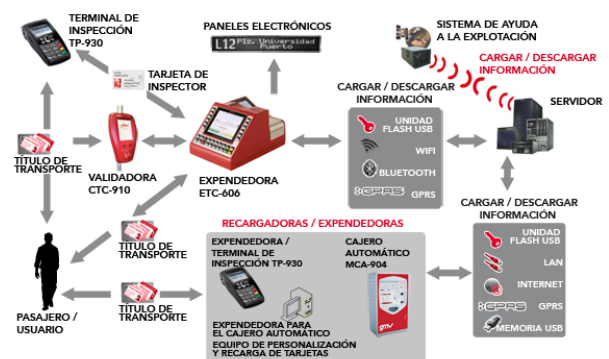 TERMINAL DE
INSPECCIÓN
TP-930
PANELES ELECTRÓNICOS
L12 Plz. Universidad
Puerto
SISTEMA DE AYUDA
A LA EXPLOTACIÓN
TARJETA DE
INSPECTOR
CARGAR / DESCARGAR
INFORMACIÓN
CARGAR / DESCARGAR
INFORMACIÓN
SERVIDOR
UNIDAD
FLASH USB
WIFI
BLUETOOTH
GPRS
GPRS
TÍTULO DE
TRANSPORTE
VALIDADORA
CTC-910
EXPENDEDORA
ETC-606
CARGAR / DESCARGAR
INFORMACIÓN
UNIDAD
FLASH USB
LAN
INTERNET
GPRS
GPRS
MEMORIA USB
TÍTULO DE
TRANSPORTE
RECARGADORAS / EXPENDEDORAS
EXPENDEDORA /
TERMINAL DE
INSPECCIÓN TP-930
CAJERO
AUTOMÁTICO
MCA-904
gmv
PASAJERO /
USUARIO
TÍTULO DE
TRANSPORTE
EXPENDEDORA PARA
EL CAJERO AUTOMÁTICO
EQUIPO DE PERSONALIZACIÓN
Y RECARGA DE TARJETAS